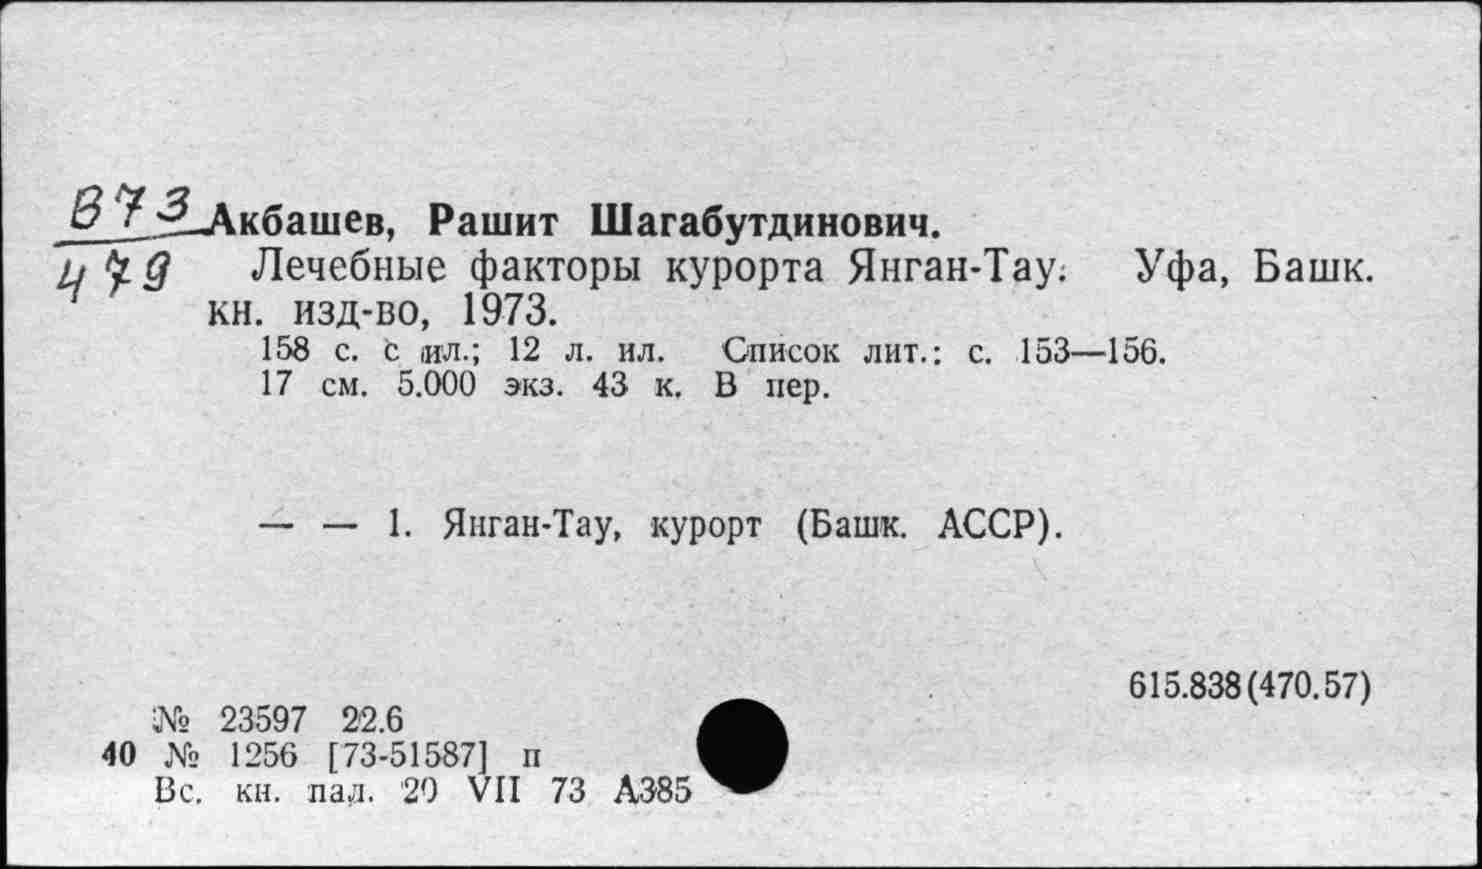 В73
479
Акбашев, Рашит Шагабутдинович.
Лечебные факторы курорта Янган-Тау. Уфа, Башк.
кн. изд-во, 1973.
158 с. с ил.; 12 л. ил. Список лит.: с. 153—156.
17 см. 5.000 экз. 43 к. В пер.
— — 1. Янган-Тау, курорт (Башк. АССР).
615.838(470.57)
№ 23597 22.6
40 № 1256 [73-51587] п
Вс. кн. пал. 20 VII 73 А385